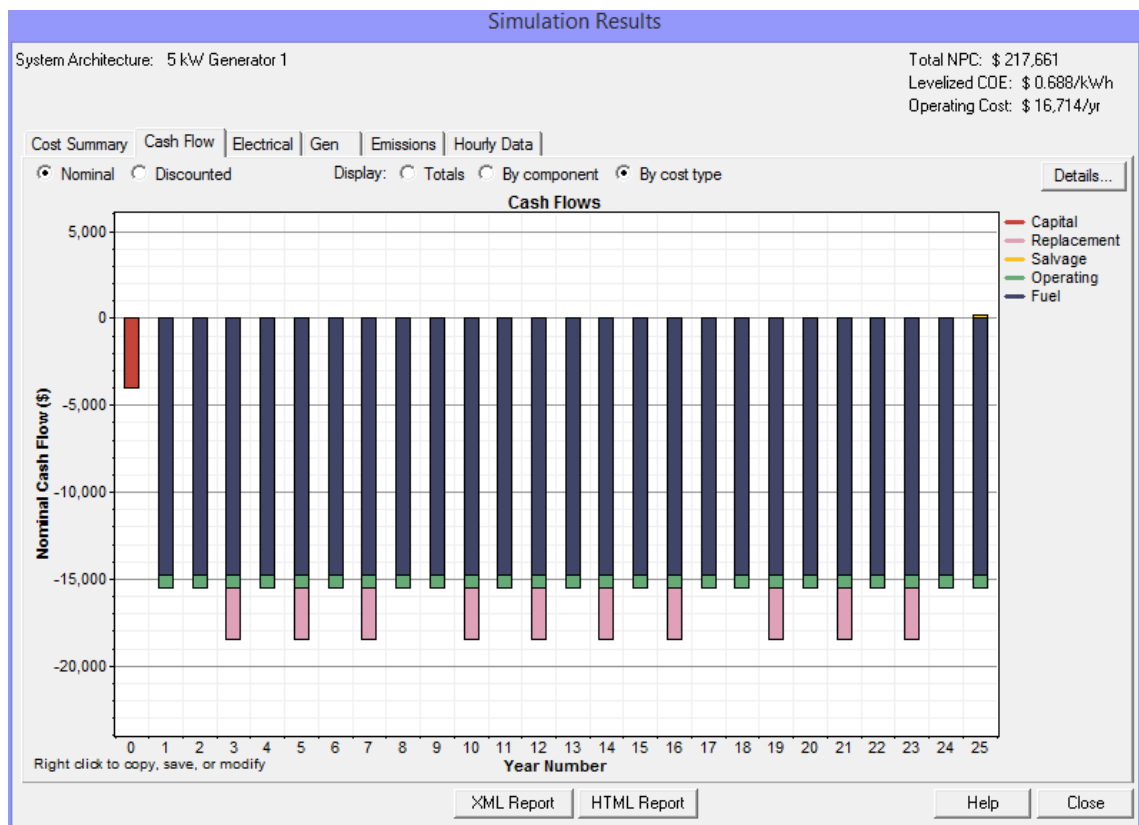 Simulation Results
System Architecture: 5 kW Generator 1
Total NPC: $ 217,661
Levelized COE: $ 0.688/kWh
Operating Cost: $ 16,714/yr
Cost Summary Cash Flow Electrical Gen Emissions Hourly Data
Nominal Discounted Display: Totals By component By cost type Details...
Cash Flows
Capital
Replacement
Salvage
Operating
Fuel
Nominal Cash Flow ($)
5,000
0
-5,000
-10,000
-15,000
-20,000
0 1 2 3 4 5 6 7 8 9 10 11 12 13 14 15 16 17 18 19 20 21 22 23 24 25
Right click to copy, save, or modify
Year Number
XML Report HTML Report Help Close